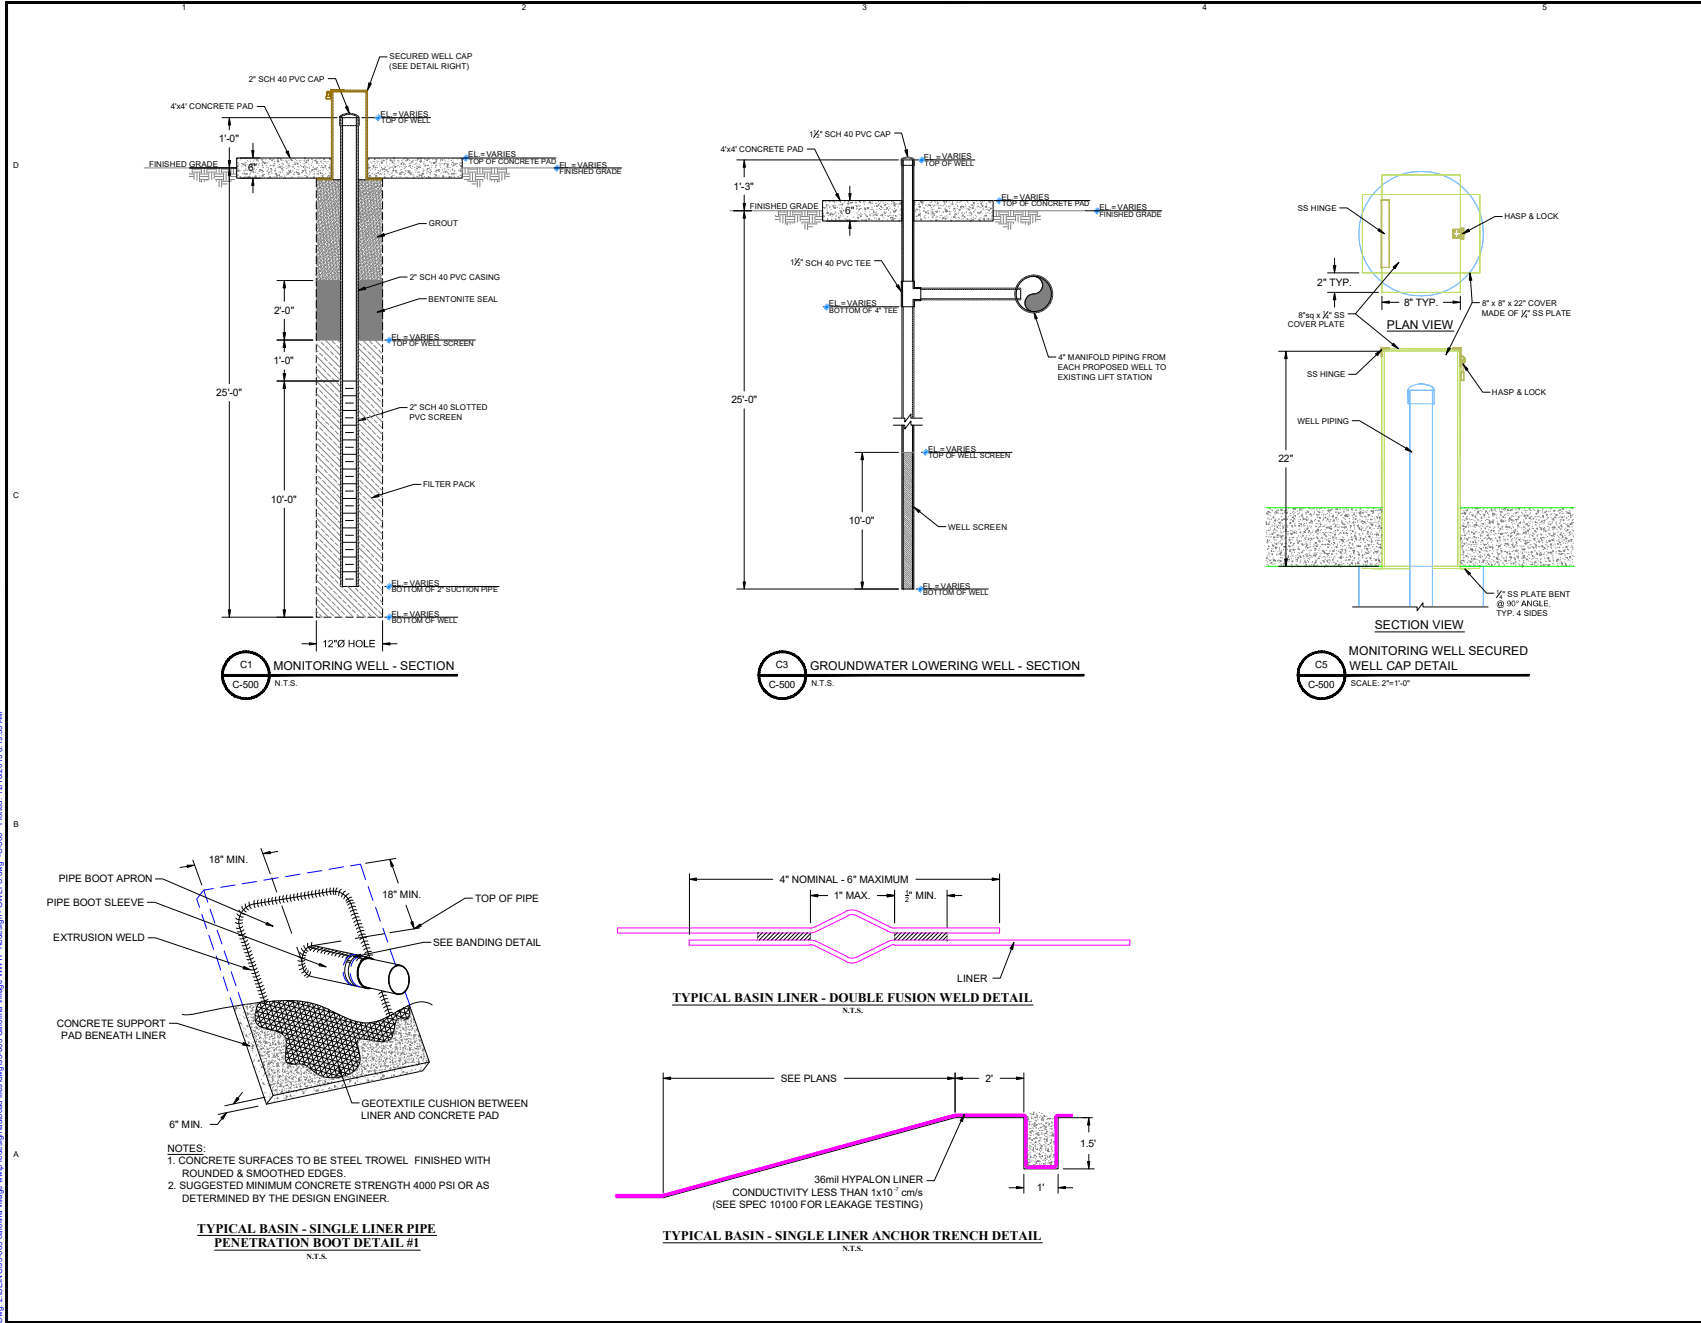 1
2
3
4
5
D
C
B
A
SECURED WELL CAP
(SEE DETAIL RIGHT)
2" SCH 40 PVC CAP
4'x4' CONCRETE PAD
EL = VARIES
TOP OF WELL
1'-0"
FINISHED GRADE
6"
EL = VARIES
TOP OF CONCRETE PAD
EL = VARIES
FINISHED GRADE
GROUT
2" SCH 40 PVC CASING
BENTONITE SEAL
2'-0"
EL = VARIES
TOP OF WELL SCREEN
1'-0"
25'-0"
2" SCH 40 SLOTTED
PVC SCREEN
FILTER PACK
10'-0"
EL = VARIES
BOTTOM OF 2" SUCTION PIPE
EL = VARIES
BOTTOM OF WELL
12"Ø HOLE
C1
C-500
MONITORING WELL - SECTION
N.T.S.
1½" SCH 40 PVC CAP
4'x4' CONCRETE PAD
EL = VARIES
TOP OF WELL
1'-3"
FINISHED GRADE
6"
EL = VARIES
TOP OF CONCRETE PAD
EL = VARIES
FINISHED GRADE
1½" SCH 40 PVC TEE
EL = VARIES
BOTTOM OF 4" TEE
4" MANIFOLD PIPING FROM
EACH PROPOSED WELL TO
EXISTING LIFT STATION
25'-0"
EL = VARIES
TOP OF WELL SCREEN
10'-0"
WELL SCREEN
EL = VARIES
BOTTOM OF WELL
C3
C-500
GROUNDWATER LOWERING WELL - SECTION
N.T.S.
SS HINGE
HASP & LOCK
2" TYP.
8" TYP.
8"sq x ¼" SS
COVER PLATE
8" x 8" x 22" COVER
MADE OF ¼" SS PLATE
PLAN VIEW
SS HINGE
HASP & LOCK
WELL PIPING
22"
¼" SS PLATE BENT
@ 90° ANGLE,
TYP. 4 SIDES
SECTION VIEW
C5
C-500
MONITORING WELL SECURED
WELL CAP DETAIL
SCALE: 2"=1'-0"
18" MIN.
PIPE BOOT APRON
18" MIN.
PIPE BOOT SLEEVE
TOP OF PIPE
EXTRUSION WELD
SEE BANDING DETAIL
CONCRETE SUPPORT
PAD BENEATH LINER
GEOTEXTILE CUSHION BETWEEN
LINER AND CONCRETE PAD
6" MIN.
NOTES:
1. CONCRETE SURFACES TO BE STEEL TROWEL FINISHED WITH
ROUNDED & SMOOTHED EDGES.
2. SUGGESTED MINIMUM CONCRETE STRENGTH 4000 PSI OR AS
DETERMINED BY THE DESIGN ENGINEER.
TYPICAL BASIN - SINGLE LINER PIPE
PENETRATION BOOT DETAIL #1
N.T.S.
4" NOMINAL - 6" MAXIMUM
1" MAX.
½" MIN.
LINER
TYPICAL BASIN LINER - DOUBLE FUSION WELD DETAIL
N.T.S.
SEE PLANS
2'
1.5'
1'
36mil HYPALON LINER
CONDUCTIVITY LESS THAN 1x10⁻⁷ cm/s
(SEE SPEC 10100 FOR LEAKAGE TESTING)
TYPICAL BASIN - SINGLE LINER ANCHOR TRENCH DETAIL
N.T.S.